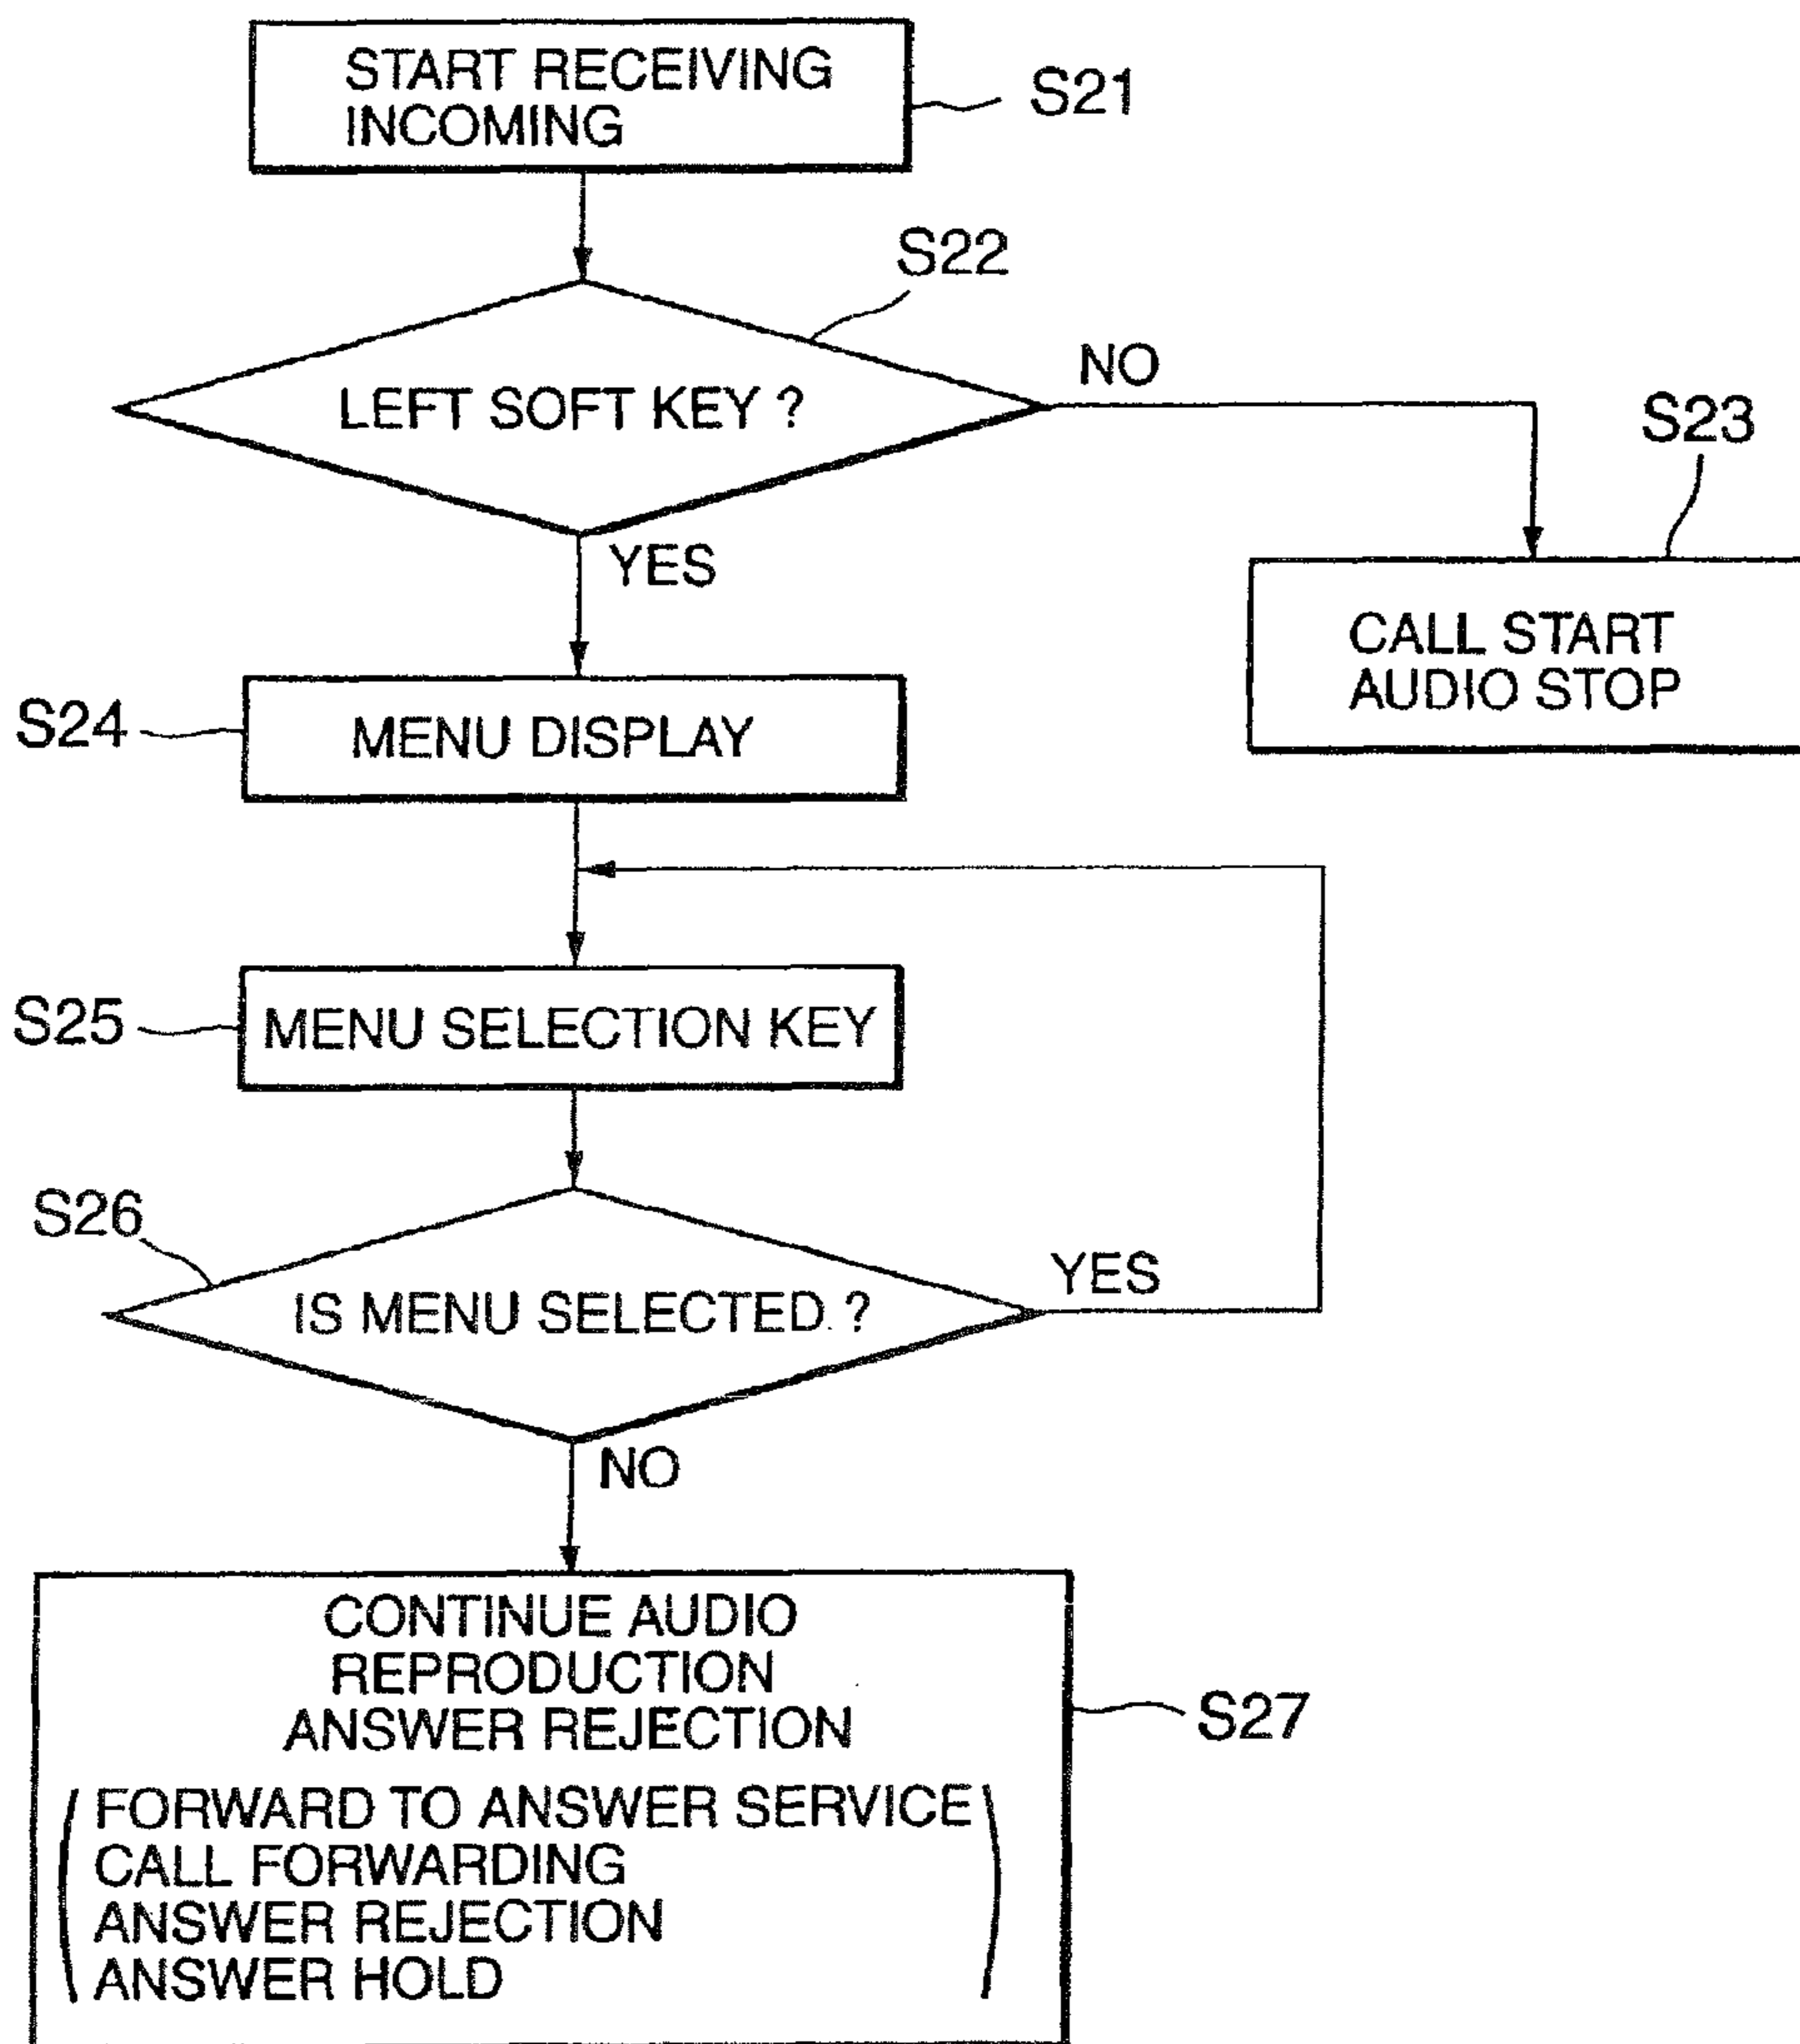 START RECEIVING
INCOMING
S21
S22
LEFT SOFT KEY ?
NO
S23
YES
CALL START
AUDIO STOP
S24
MENU DISPLAY
S25
MENU SELECTION KEY
S26
IS MENU SELECTED ?
YES
NO
CONTINUE AUDIO
REPRODUCTION
ANSWER REJECTION
S27
( FORWARD TO ANSWER SERVICE )
CALL FORWARDING
ANSWER REJECTION
ANSWER HOLD